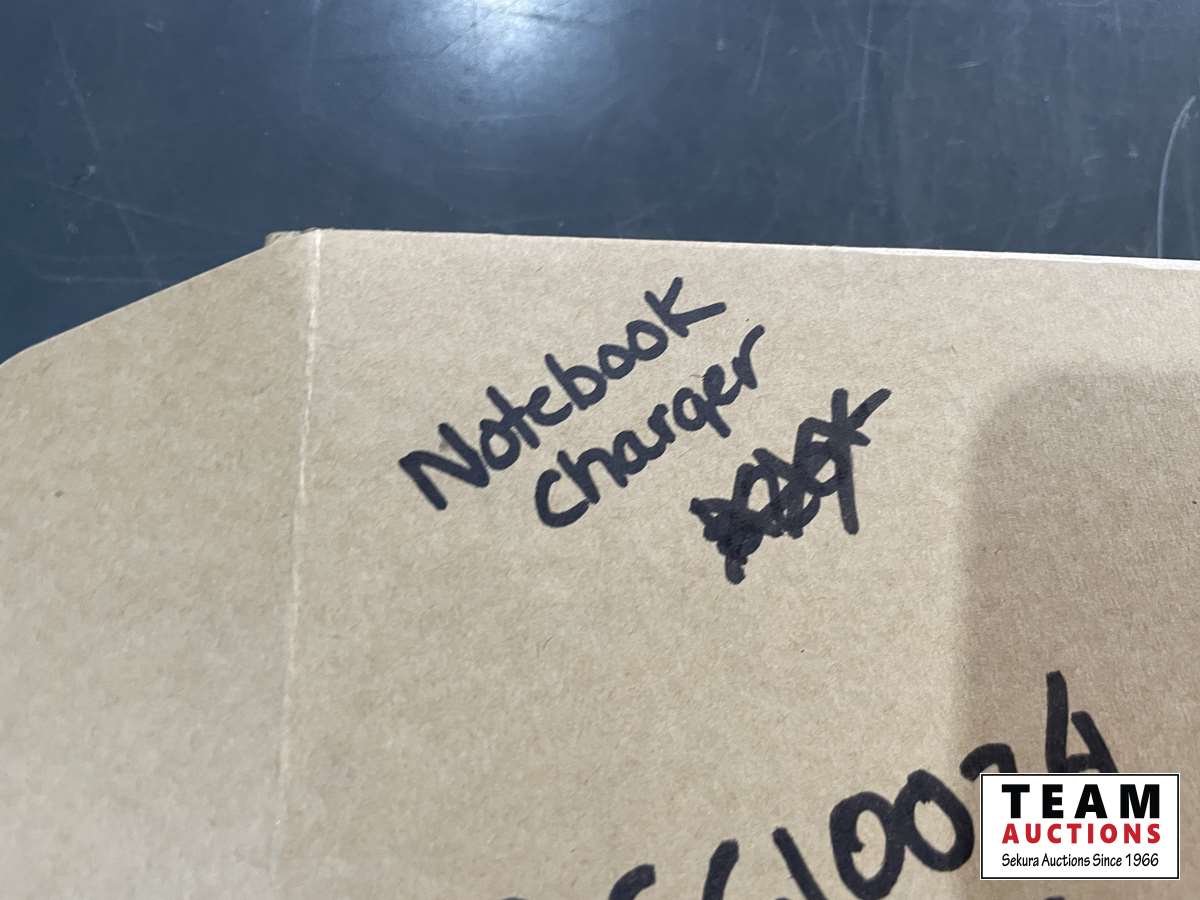 Notebook
Charger
TEAM
AUCTIONS
Sekura Auctions Since 1966